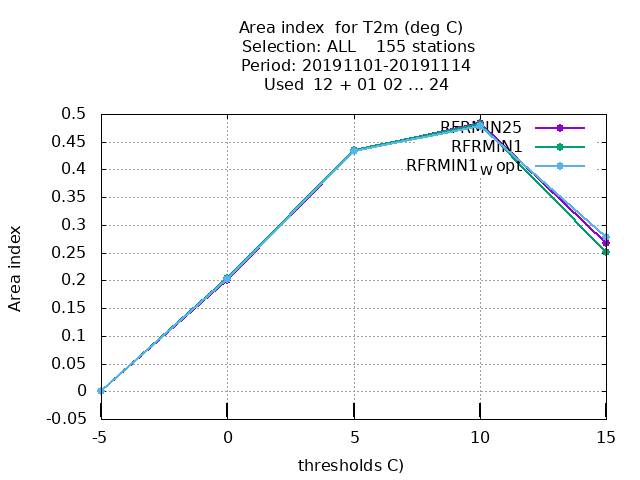 Area index  for T2m (deg C)
Selection: ALL    155 stations
Period: 20191101-20191114
Used  12 + 01 02 ... 24
0.5
0.45
0.4
0.35
0.3
0.25
0.2
0.15
0.1
0.05
0
-0.05
Area index
RFRMIN25
RFRMIN1
RFRMIN1W opt
-5 0 5 10 15
thresholds C)